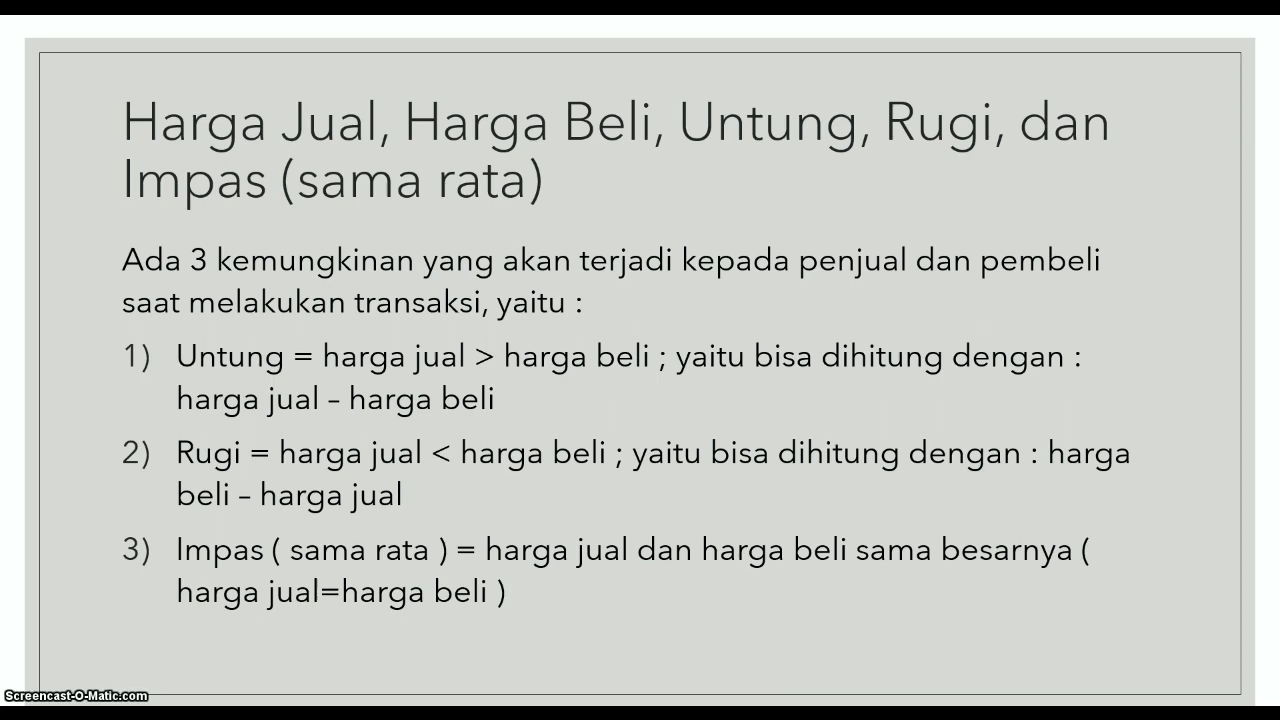 Harga Jual, Harga Beli, Untung, Rugi, dan
Impas (sama rata)
Ada 3 kemungkinan yang akan terjadi kepada penjual dan pembeli
saat melakukan transaksi, yaitu :
1) Untung = harga jual > harga beli ; yaitu bisa dihitung dengan :
harga jual – harga beli
2) Rugi = harga jual < harga beli ; yaitu bisa dihitung dengan : harga
beli – harga jual
3) Impas ( sama rata ) = harga jual dan harga beli sama besarnya (
harga jual=harga beli )
Screencast-O-Matic.com